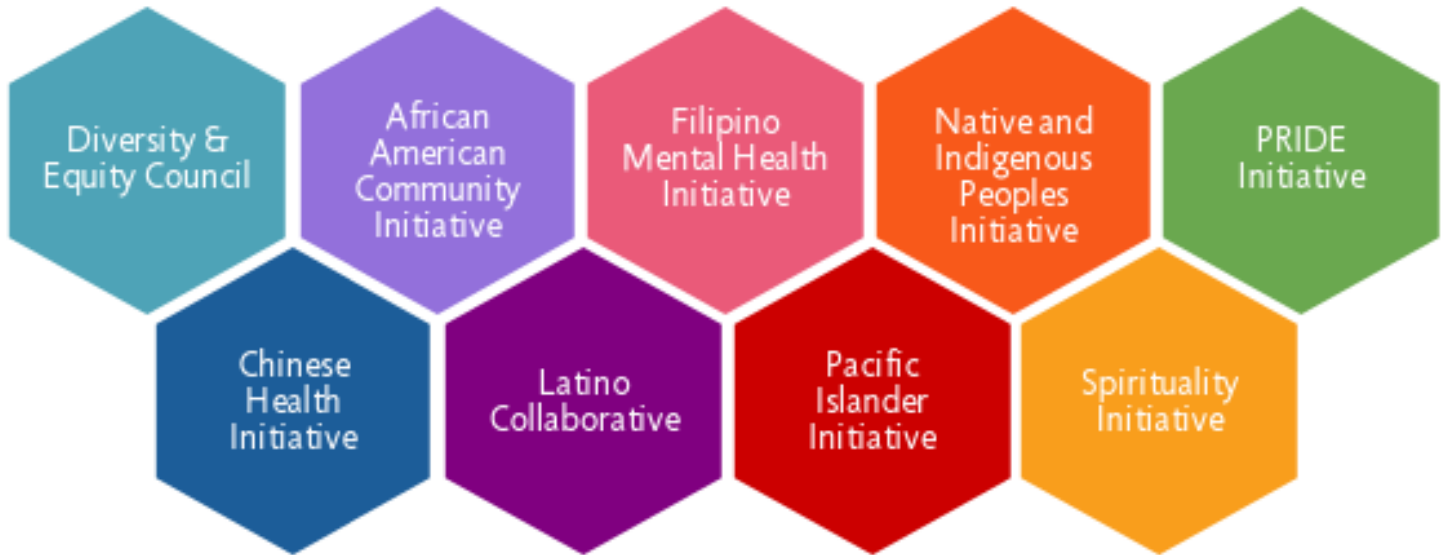 Diversity &
Equity Council
African
American
Community
Initiative
Filipino
Mental Health
Initiative
Native and
Indigenous
Peoples
Initiative
PRIDE
Initiative
Chinese
Health
Initiative
Latino
Collaborative
Pacific
Islander
Initiative
Spirituality
Initiative